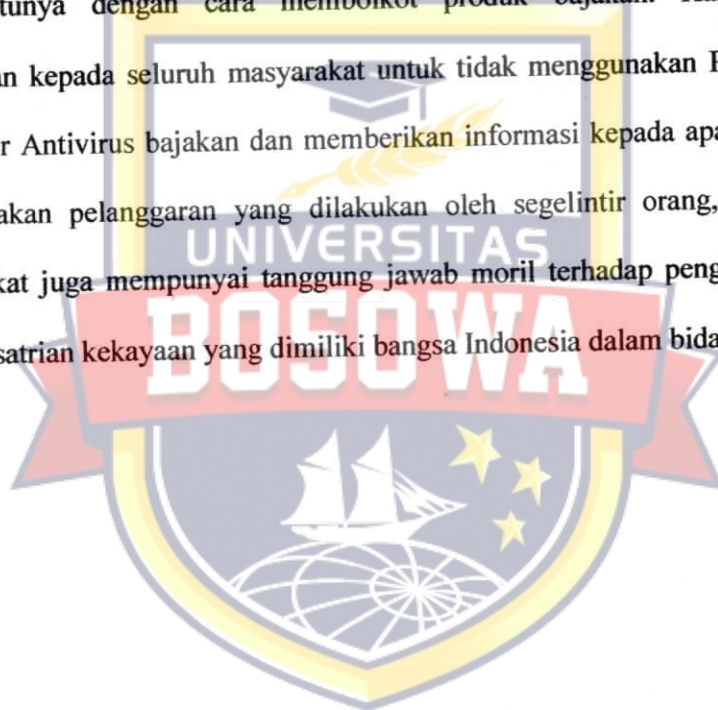 tunya dengan cara memboikot produk bajakan.
an kepada seluruh masyarakat untuk tidak menggunakan
r Antivirus bajakan dan memberikan informasi kepada apa
akan pelanggaran yang dilakukan oleh segelintir orang,
UNIVERSITAS
kat juga mempunyai tanggung jawab moril terhadap peng
BOSOWA
satrian kekayaan yang dimiliki bangsa Indonesia dalam bida